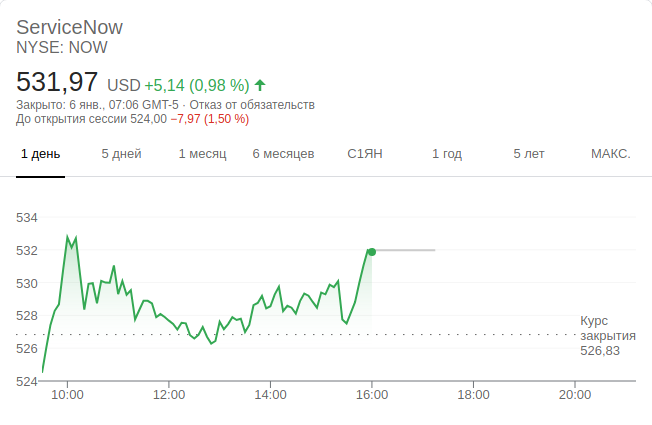 ServiceNow
NYSE: NOW
531,97 USD +5,14 (0,98 %)
Закрыто: 6 янв., 07:06 GMT-5 · Отказ от обязательств
До открытия сессии 524,00 −7,97 (1,50 %)
1 день 5 дней 1 месяц 6 месяцев С1ЯН 1 год 5 лет МАКС.
534
532
530
528
526
524
Курс
закрытия
526,83
10:00 12:00 14:00 16:00 18:00 20:00